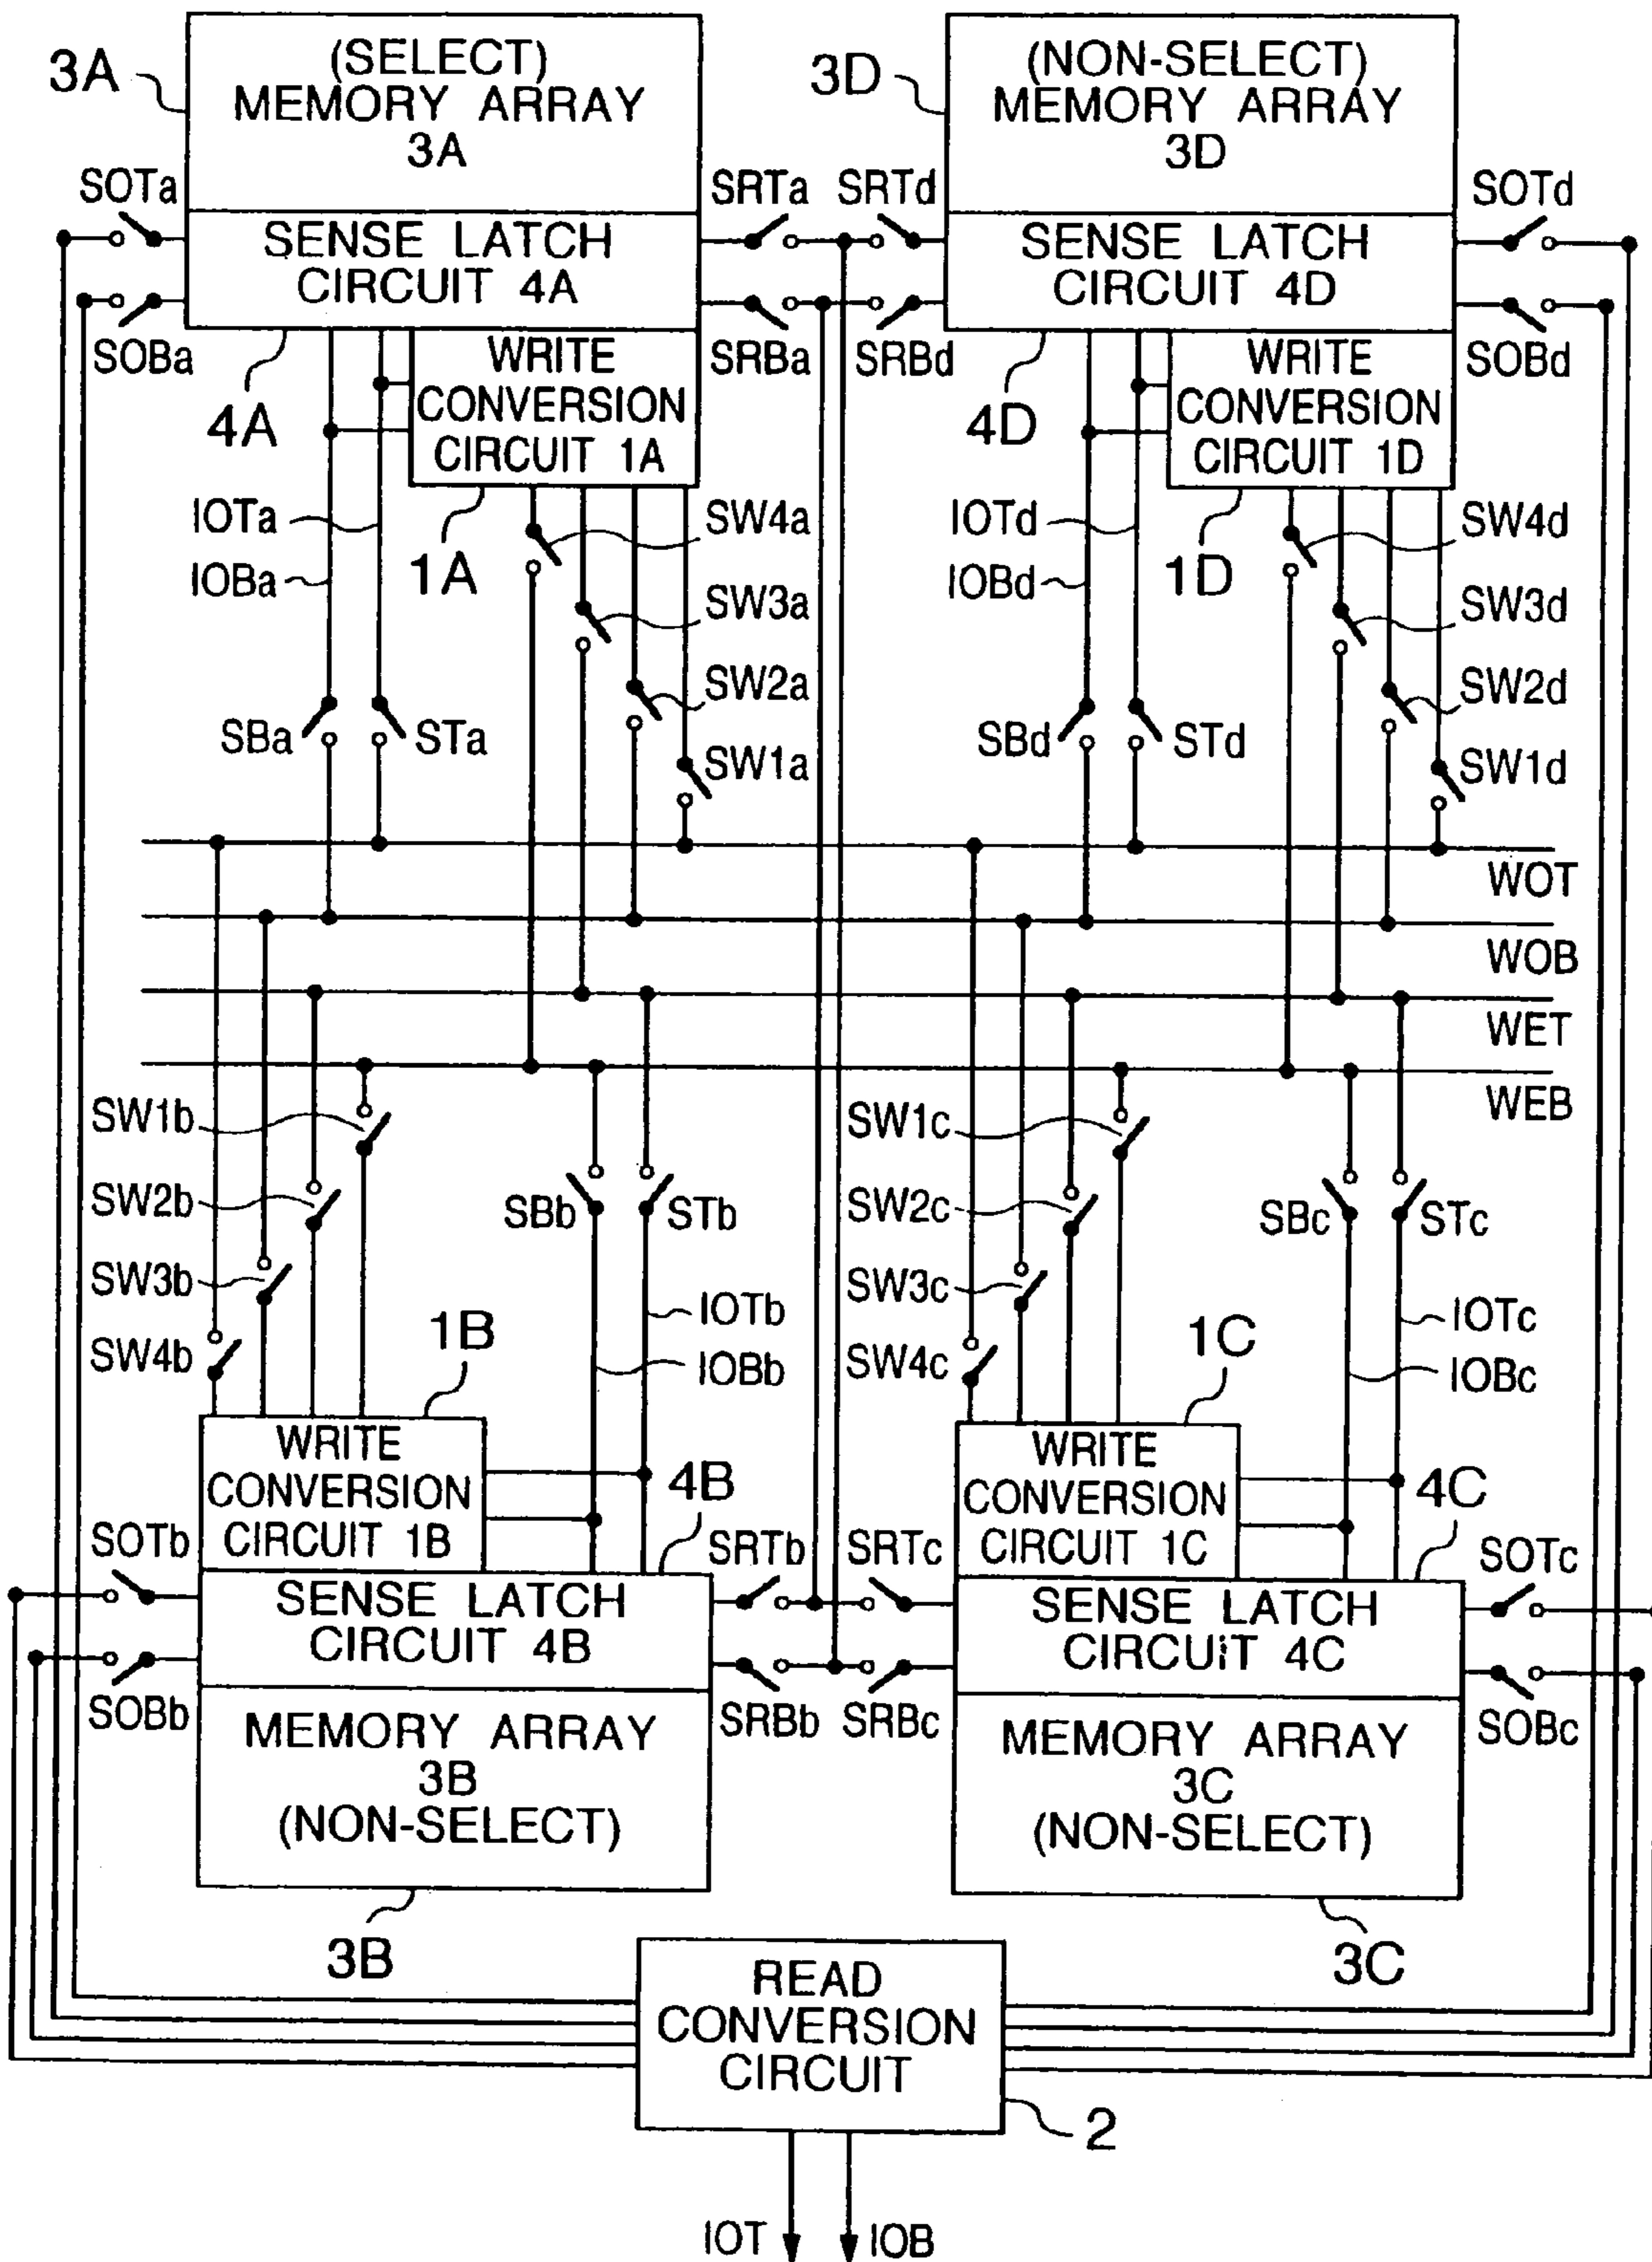 (SELECT)
MEMORY ARRAY
3A
3A
(NON-SELECT)
MEMORY ARRAY
3D
3D
SOTa
SRTa
SRTd
SOTd
SENSE LATCH
CIRCUIT 4A
SENSE LATCH
CIRCUIT 4D
SOBa
SRBa
SRBd
SOBd
4A
WRITE
CONVERSION
CIRCUIT 1A
4D
WRITE
CONVERSION
CIRCUIT 1D
IOTa
IOBa
1A
SW4a
SW3a
SW2a
SW1a
IOTd
IOBd
1D
SW4d
SW3d
SW2d
SW1d
SBa
STa
SBd
STd
WOT
WOB
WET
WEB
SW1b
SW2b
SW3b
SW4b
SBb
STb
SW1c
SW2c
SW3c
SW4c
SBc
STc
IOTb
IOBb
IOTc
IOBc
1B
1C
WRITE
CONVERSION
CIRCUIT 1B
4B
WRITE
CONVERSION
CIRCUIT 1C
4C
SOTb
SRTb
SRTc
SOTc
SENSE LATCH
CIRCUIT 4B
SENSE LATCH
CIRCUIT 4C
SOBb
SRBb
SRBc
SOBc
MEMORY ARRAY
3B
(NON-SELECT)
MEMORY ARRAY
3C
(NON-SELECT)
3B
3C
READ
CONVERSION
CIRCUIT
2
IOT
IOB